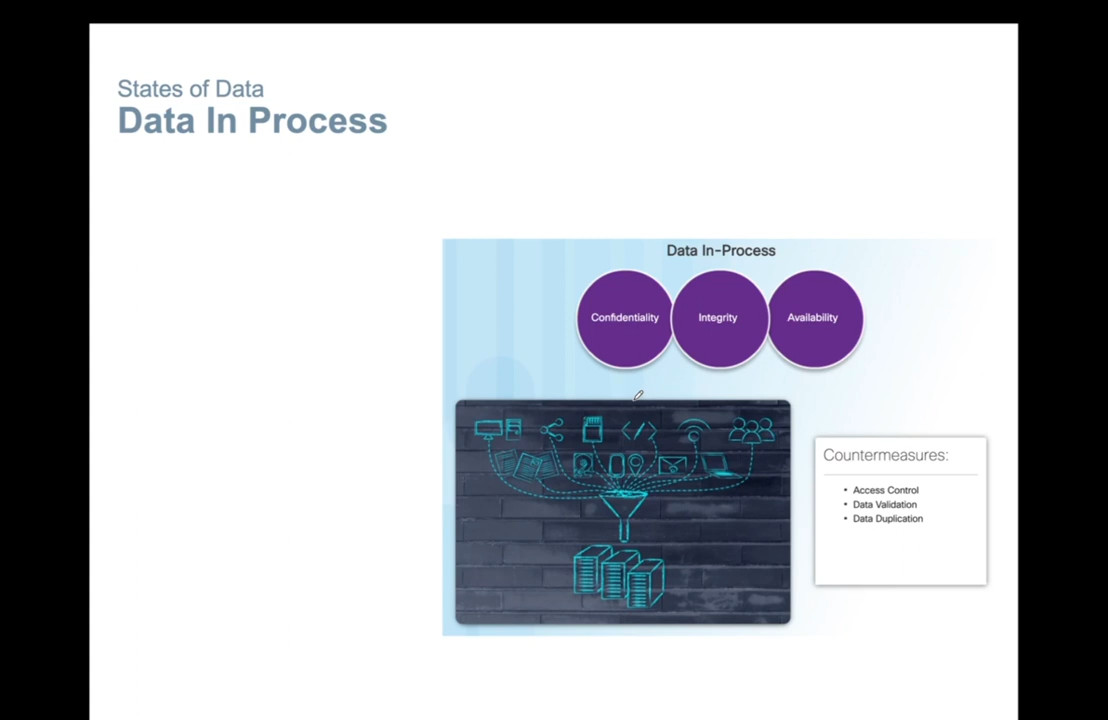 States of Data
Data In Process
Data In-Process
Confidentiality
Integrity
Availability
Countermeasures:
• Access Control
• Data Validation
• Data Duplication